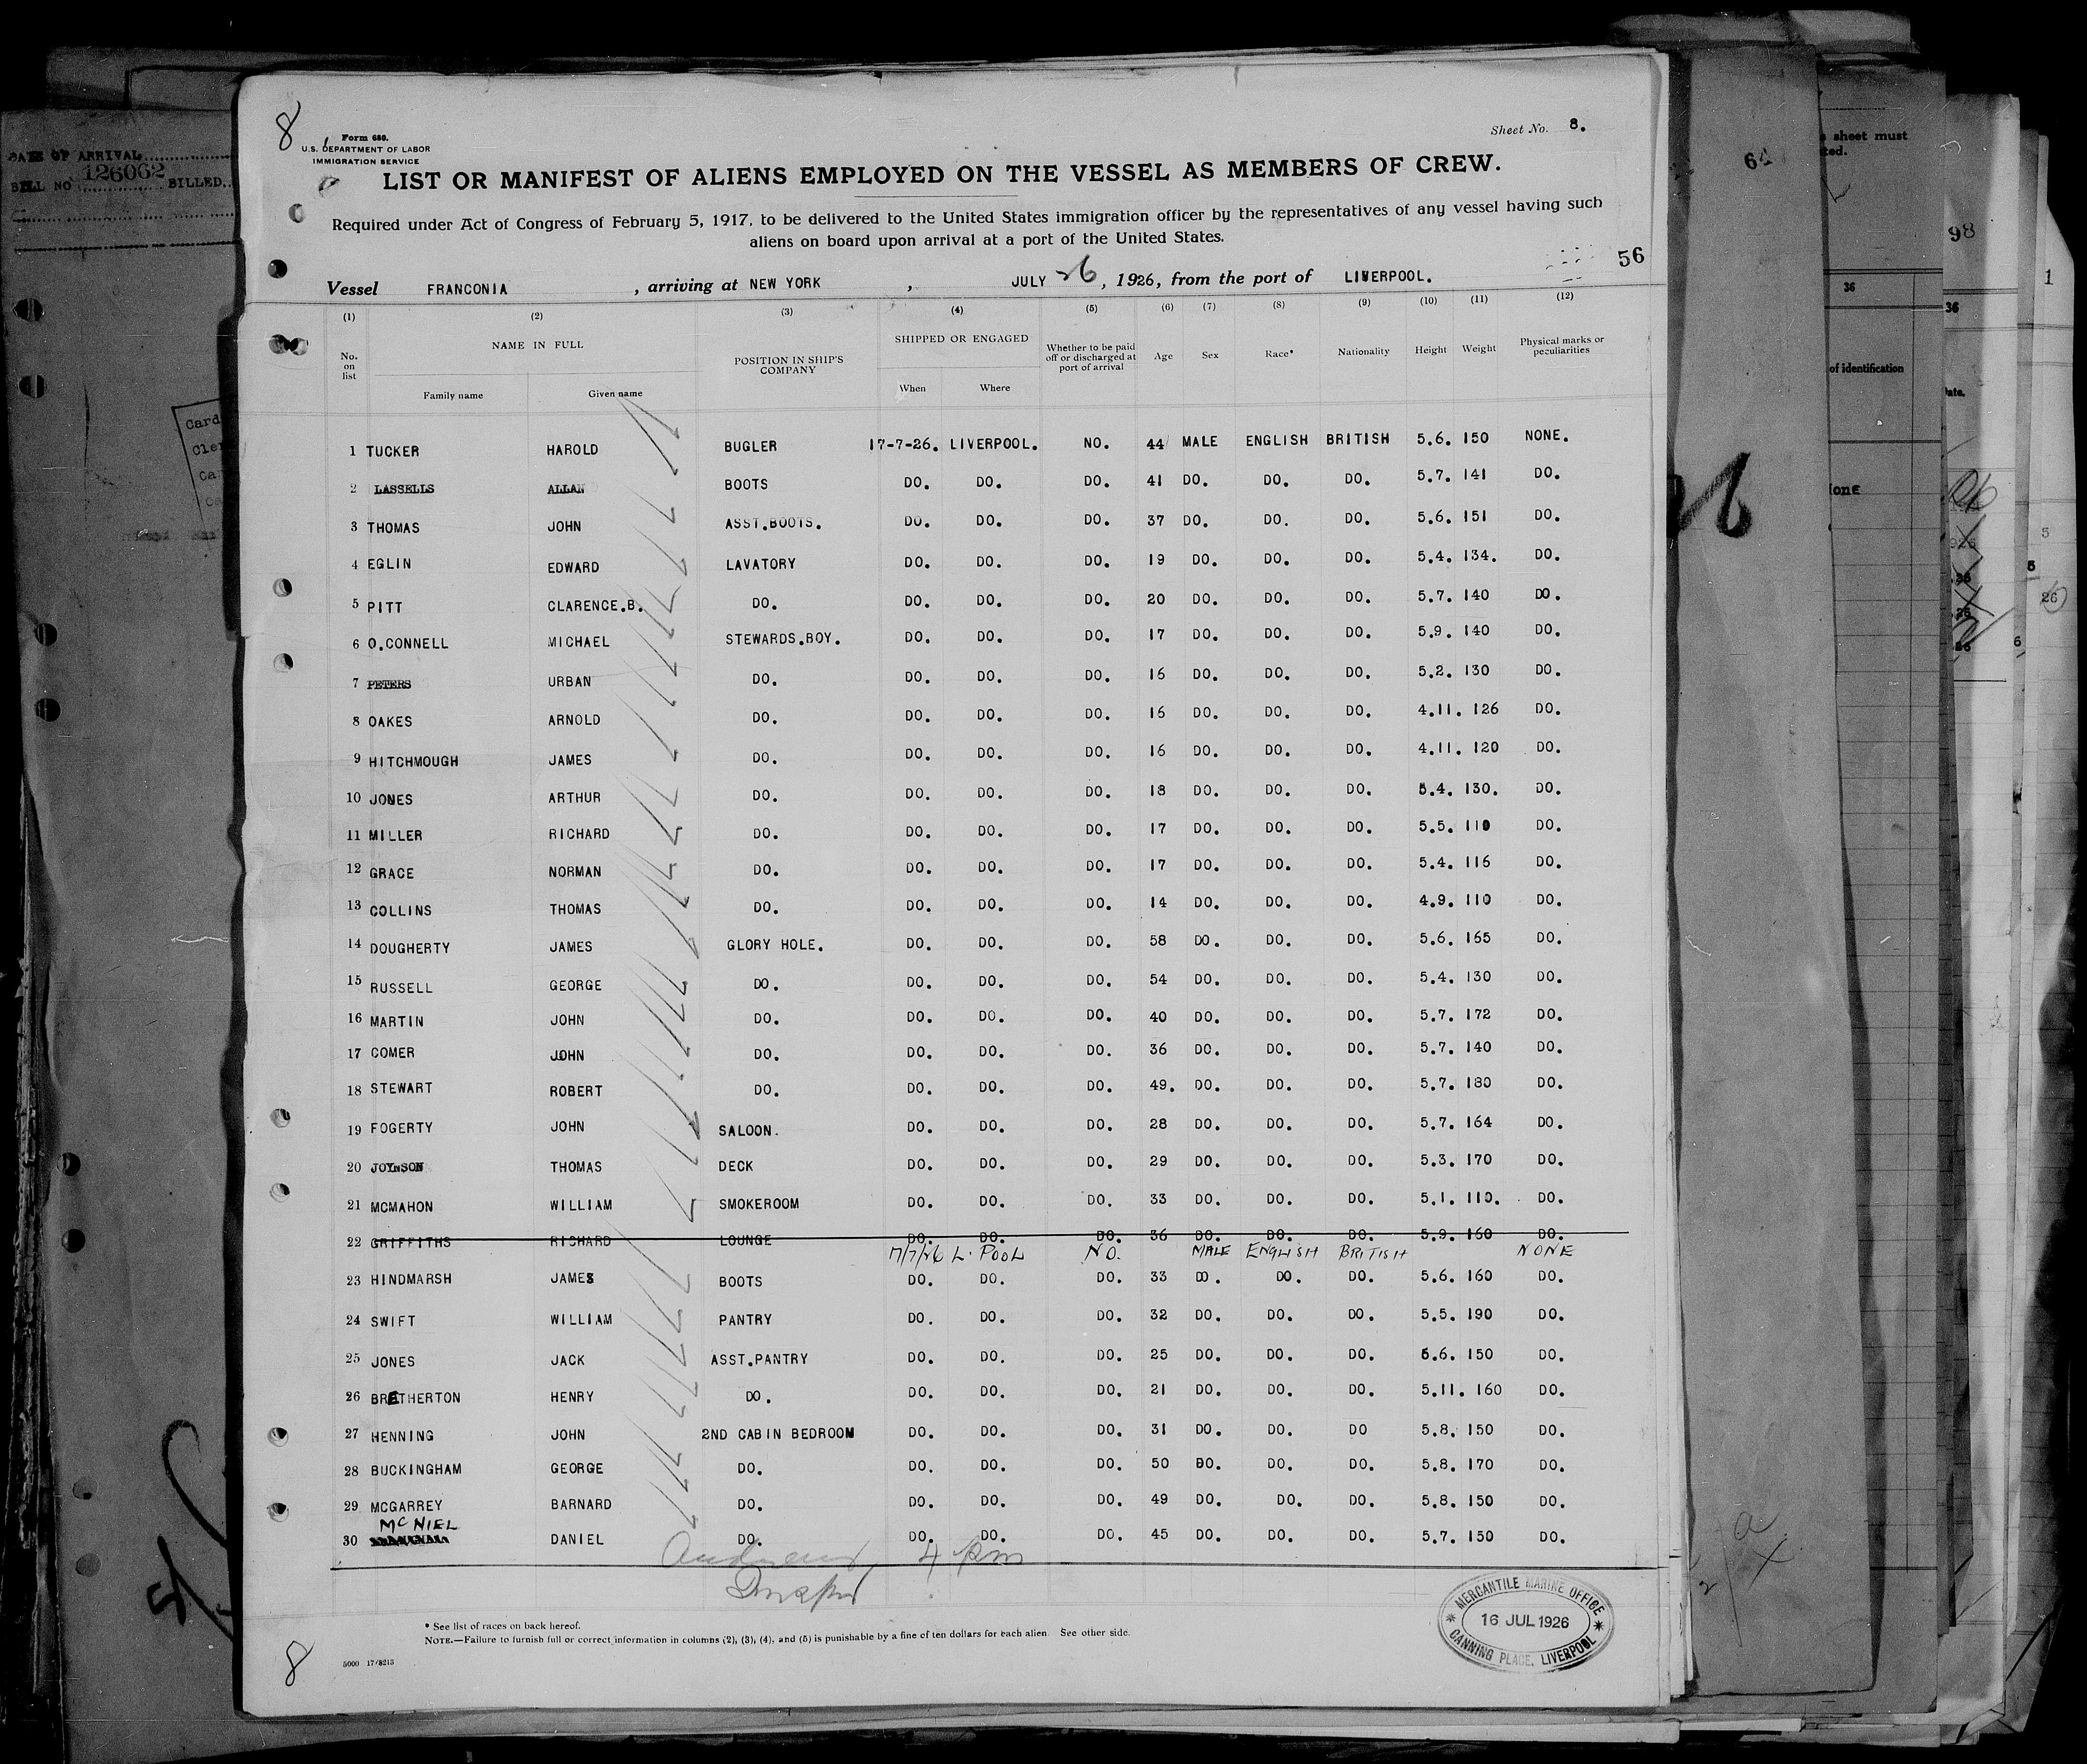 8
Form 680.
U.S. DEPARTMENT OF LABOR
IMMIGRATION SERVICE
Sheet No. 8.
LIST OR MANIFEST OF ALIENS EMPLOYED ON THE VESSEL AS MEMBERS OF CREW.
Required under Act of Congress of February 5, 1917, to be delivered to the United States immigration officer by the representatives of any vessel having such
aliens on board upon arrival at a port of the United States.
56
Vessel FRANCONIA , arriving at NEW YORK , JULY 26, 1926, from the port of LIVERPOOL.
(1) (2) (3) (4) (5) (6) (7) (8) (9) (10) (11) (12)
No. on list NAME IN FULL Family name Given name POSITION IN SHIP'S COMPANY SHIPPED OR ENGAGED When Where Whether to be paid off or discharged at port of arrival Age Sex Race* Nationality Height Weight Physical marks or peculiarities
1 TUCKER HAROLD BUGLER 17-7-26. LIVERPOOL. NO. 44 MALE ENGLISH BRITISH 5.6. 150 NONE.
2 LASSELLS ALLAN BOOTS DO. DO. DO. 41 DO. DO. DO. 5.7. 141 DO.
3 THOMAS JOHN ASST.BOOTS. DO. DO. DO. 37 DO. DO. DO. 5.6. 151 DO.
4 EGLIN EDWARD LAVATORY DO. DO. DO. 19 DO. DO. DO. 5.4. 134. DO.
5 PITT CLARENCE.B. DO. DO. DO. DO. 20 DO. DO. DO. 5.7. 140 DO.
6 O.CONNELL MICHAEL STEWARDS.BOY. DO. DO. DO. 17 DO. DO. DO. 5.9. 140 DO.
7 PETERS URBAN DO. DO. DO. DO. 16 DO. DO. DO. 5.2. 130 DO.
8 OAKES ARNOLD DO. DO. DO. DO. 16 DO. DO. DO. 4.11. 126 DO.
9 HITCHMOUGH JAMES DO. DO. DO. DO. 16 DO. DO. DO. 4.11. 120 DO.
10 JONES ARTHUR DO. DO. DO. DO. 18 DO. DO. DO. 5.4. 130. DO.
11 MILLER RICHARD DO. DO. DO. DO. 17 DO. DO. DO. 5.5. 110 DO.
12 GRACE NORMAN DO. DO. DO. DO. 17 DO. DO. DO. 5.4. 116 DO.
13 COLLINS THOMAS DO. DO. DO. DO. 14 DO. DO. DO. 4.9. 110 DO.
14 DOUGHERTY JAMES GLORY HOLE. DO. DO. DO. 58 DO. DO. DO. 5.6. 165 DO.
15 RUSSELL GEORGE DO. DO. DO. DO. 54 DO. DO. DO. 5.4. 130 DO.
16 MARTIN JOHN DO. DO. DO. DO. 40 DO. DO. DO. 5.7. 172 DO.
17 COMER JOHN DO. DO. DO. DO. 36 DO. DO. DO. 5.7. 140 DO.
18 STEWART ROBERT DO. DO. DO. DO. 49. DO. DO. DO. 5.7. 180 DO.
19 FOGERTY JOHN SALOON. DO. DO. DO. 28 DO. DO. DO. 5.7. 164 DO.
20 JOYNSON THOMAS DECK DO. DO. DO. 29 DO. DO. DO. 5.3. 170 DO.
21 MCMAHON WILLIAM SMOKEROOM DO. DO. DO. 33 DO. DO. DO. 5.1. 110. DO.
22 GRIFFITHS RICHARD LOUNGE DO. DO. DO. 36 DO. DO. DO. 5.9. 160 DO.
17/7/26 L'POOL NO. MALE ENGLISH BRITISH NONE
23 HINDMARSH JAMES BOOTS DO. DO. DO. 33 DO. DO. DO. 5.6. 160 DO.
24 SWIFT WILLIAM PANTRY DO. DO. DO. 32 DO. DO. DO. 5.5. 190 DO.
25 JONES JACK ASST.PANTRY DO. DO. DO. 25 DO. DO. DO. 5.6. 150 DO.
26 BRETHERTON HENRY DO. DO. DO. DO. 21 DO. DO. DO. 5.11. 160 DO.
27 HENNING JOHN 2ND CABIN BEDROOM DO. DO. DO. 31 DO. DO. DO 5.8. 150 DO.
28 BUCKINGHAM GEORGE DO. DO. DO. DO. 50 DO. DO. DO. 5.8. 170 DO.
29 MCGARREY BARNARD DO. DO. DO. DO. 49 DO. DO. DO. 5.8. 150 DO.
McNIEL
30 DANIEL DO. DO. DO. DO. 45 DO. DO. DO. 5.7. 150 DO.
4 pm
* See list of races on back hereof.
NOTE.—Failure to furnish full or correct information in columns (2), (3), (4), and (5) is punishable by a fine of ten dollars for each alien. See other side.
MERCANTILE MARINE OFFICE
16 JUL 1926
CANNING PLACE, LIVERPOOL
8
DATE OF ARRIVAL
BILL NO 126062 BILLED
64
sheet must
98
36
of identification